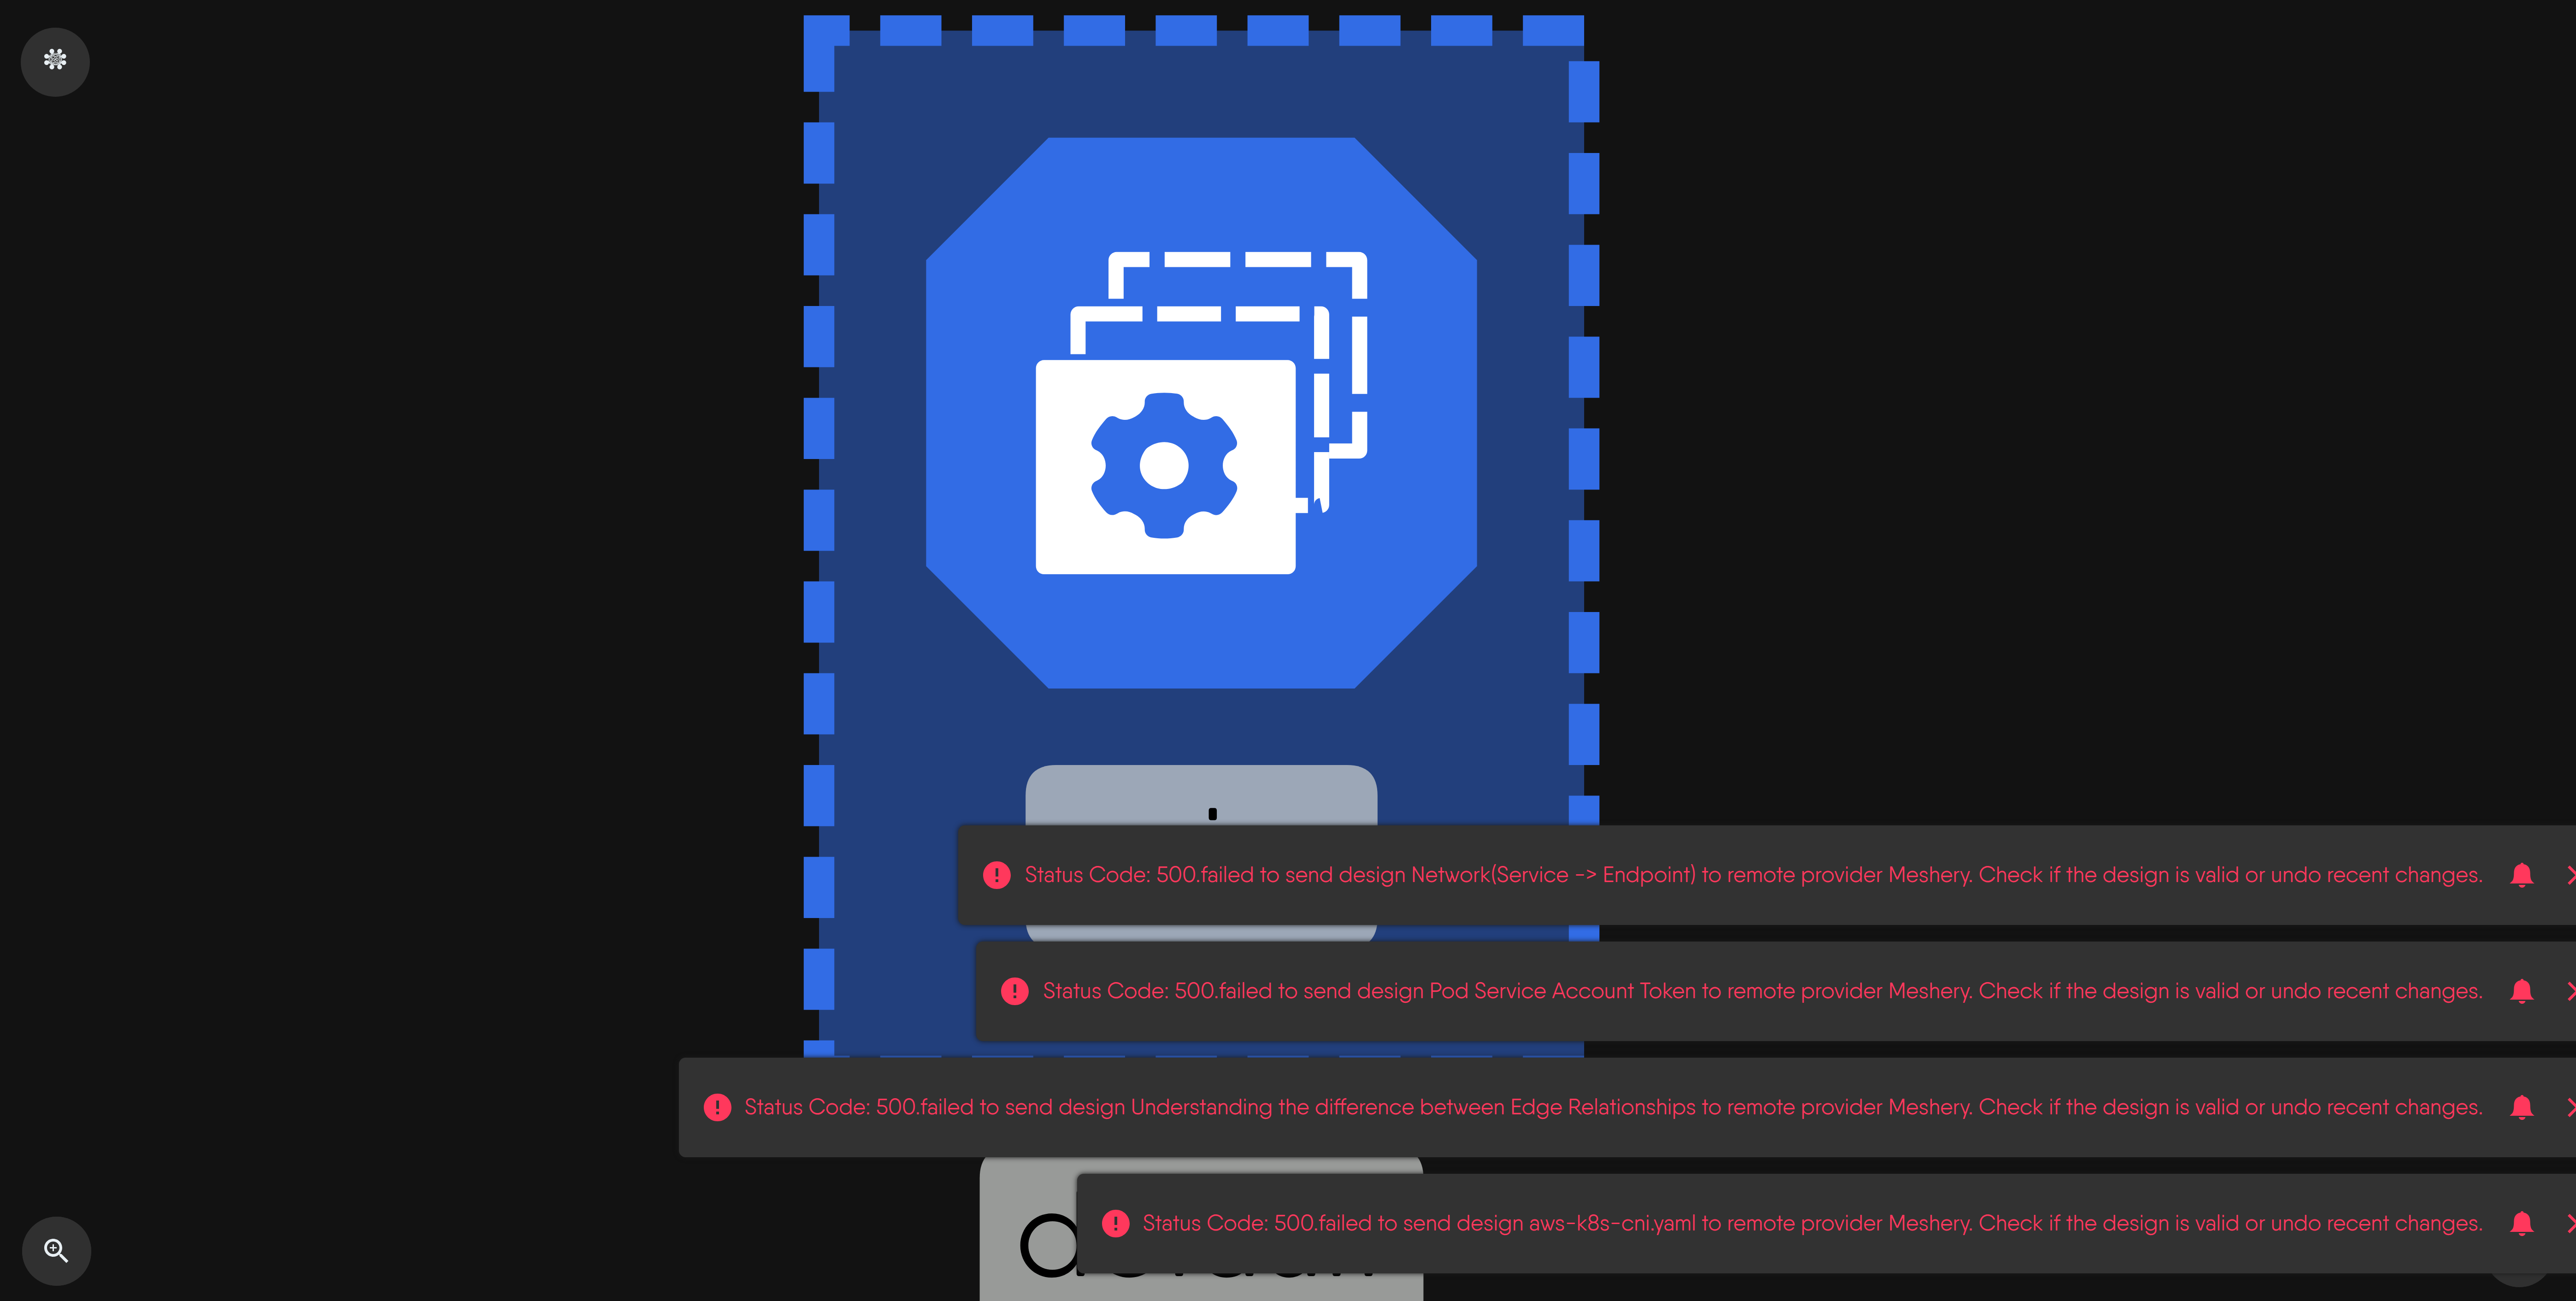 Status Code: 500.failed to send design Network(Service -> Endpoint) to remote provider Meshery. Check if the design is valid or undo recent changes.
Status Code: 500.failed to send design Pod Service Account Token to remote provider Meshery. Check if the design is valid or undo recent changes.
Status Code: 500.failed to send design Understanding the difference between Edge Relationships to remote provider Meshery. Check if the design is valid or undo recent changes.
Status Code: 500.failed to send design aws-k8s-cni.yaml to remote provider Meshery. Check if the design is valid or undo recent changes.